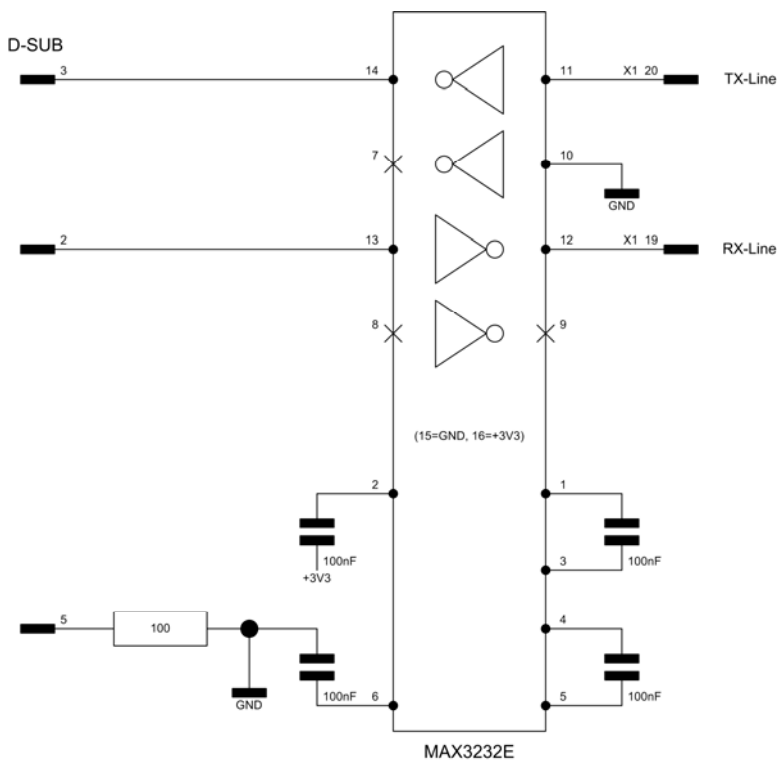 D-SUB
3
14
11
X1 20
TX-Line
7
10
GND
2
13
12
X1 19
RX-Line
8
9
(15=GND, 16=+3V3)
2
1
100nF
+3V3
3
100nF
5
100
4
GND
100nF
6
5
100nF
MAX3232E